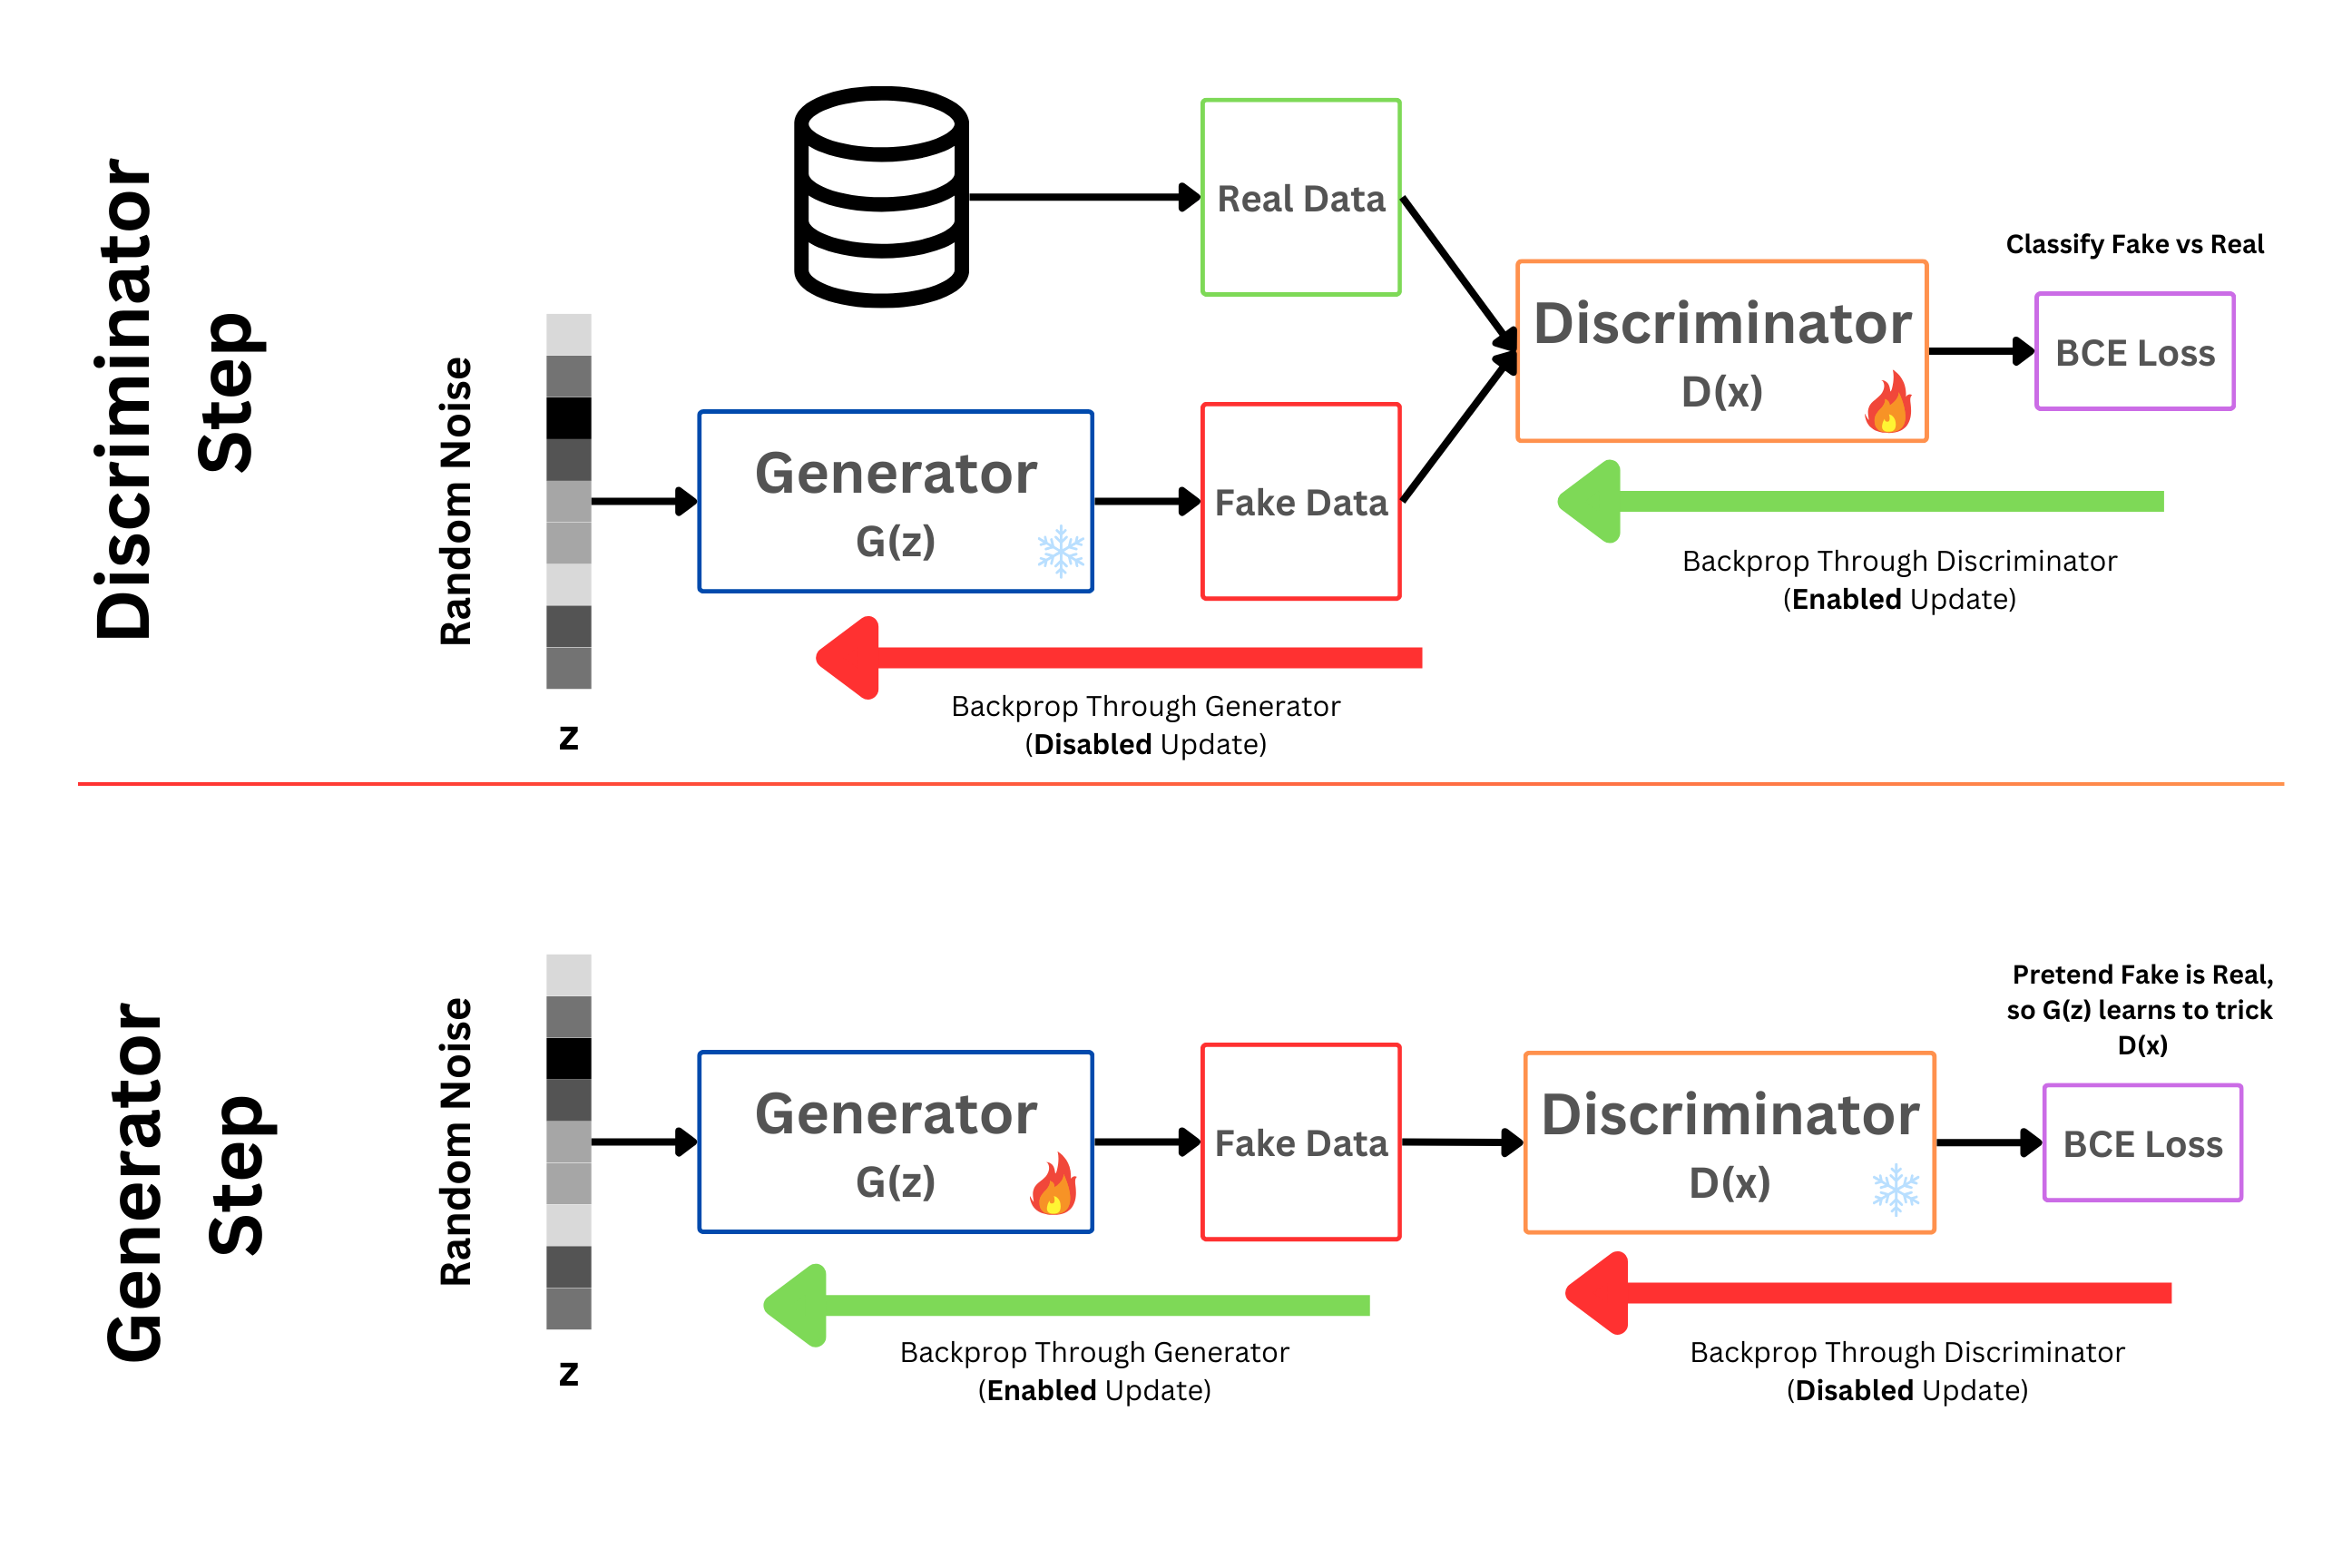 Discriminator
Step
Random Noise
z
Generator
G(z)
Real Data
Fake Data
Discriminator
D(x)
Classify Fake vs Real
BCE Loss
Backprop Through Discriminator
(Enabled Update)
Backprop Through Generator
(Disabled Update)
Generator
Step
Random Noise
z
Generator
G(z)
Fake Data
Discriminator
D(x)
Pretend Fake is Real,
so G(z) learns to trick
D(x)
BCE Loss
Backprop Through Generator
(Enabled Update)
Backprop Through Discriminator
(Disabled Update)